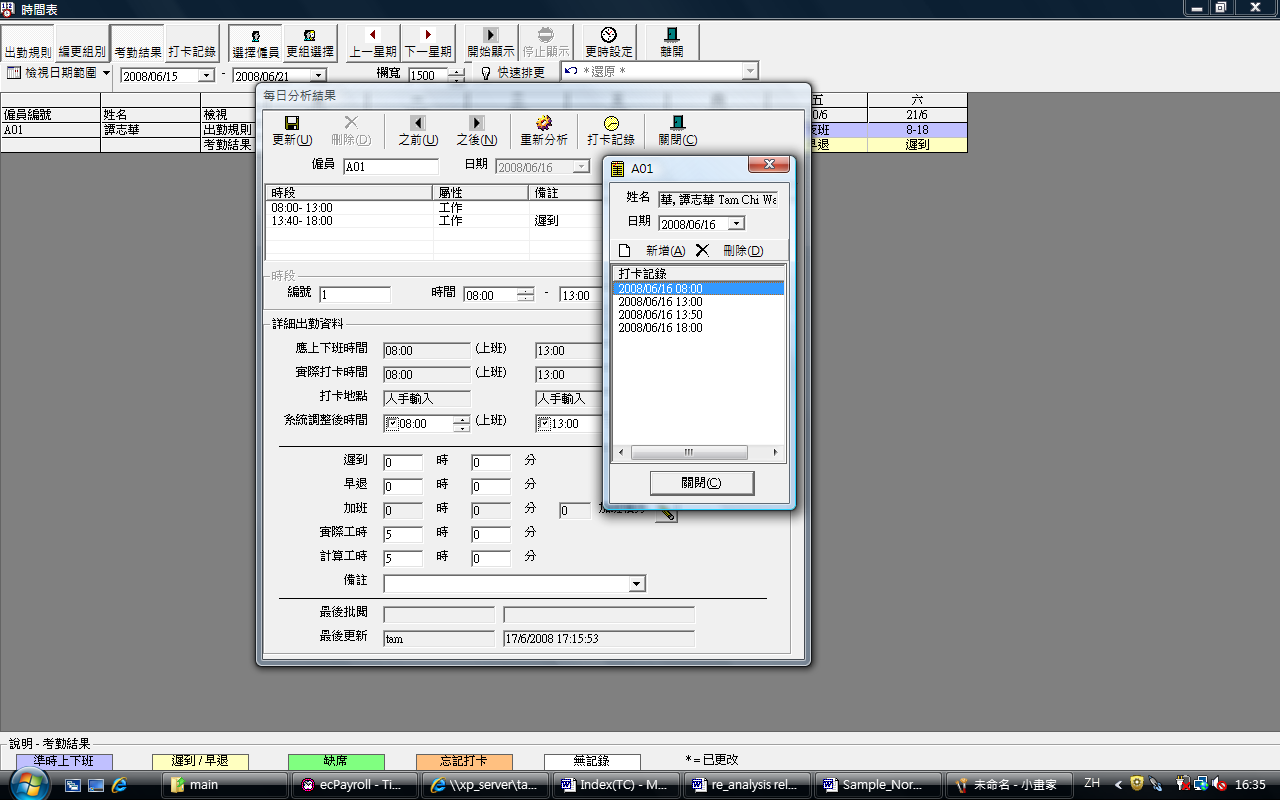 時間表
出勤規則 編更組別 考勤結果 打卡記錄 選擇僱員 更組選擇 上一星期 下一星期 開始顯示 停止顯示 更時設定 離開
檢視日期範圍 2008/06/15 - 2008/06/21 欄寬 1500 快速排更 *還原*
五 六
僱員編號 姓名 檢視 0/6 21/6
A01 譚志華 出勤規則 班 8-18
考勤結果 早退 遲到
每日分析結果
更新(U) 刪除(D) 之前(U) 之後(N) 重新分析 打卡記錄 關閉(C)
僱員 A01 日期 2008/06/16
時段 屬性 備註
08:00- 13:00 工作
13:40- 18:00 工作 遲到
時段
編號 1 時間 08:00 - 13:00
詳細出勤資料
應上下班時間 08:00 (上班) 13:00
實際打卡時間 08:00 (上班) 13:00
打卡地點 人手輸入 人手輸入
系統調整後時間 08:00 (上班) 13:00
遲到 0 時 0 分
早退 0 時 0 分
加班 0 時 0 分 0
實際工時 5 時 0 分
計算工時 5 時 0 分
備註
最後批閱
最後更新 tam 17/6/2008 17:15:53
A01
姓名 華, 譚志華 Tam Chi Wa
日期 2008/06/16
新增(A) 刪除(D)
打卡記錄
2008/06/16 08:00
2008/06/16 13:00
2008/06/16 13:50
2008/06/16 18:00
關閉(C)
說明 - 考勤結果
準時上下班 遲到 / 早退 缺席 忘記打卡 無記錄 * = 已更改
main ecPayroll - Ti... \\xp_server\ta... Index(TC) - M... re_analysis rel... Sample_Nor... 未命名 - 小畫家 ZH 16:35